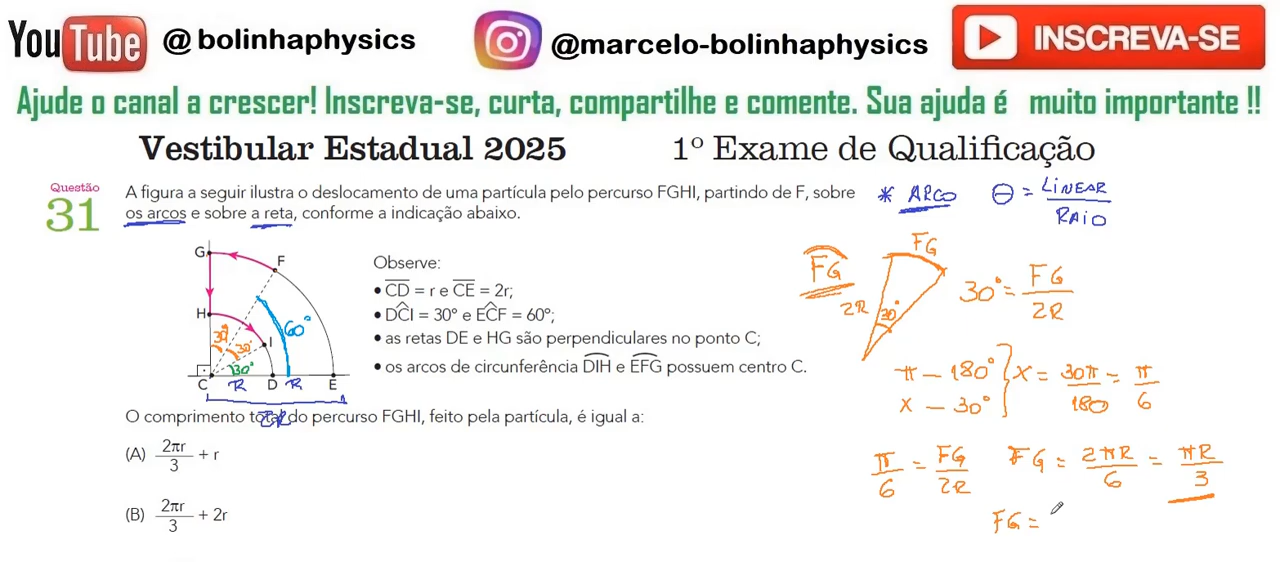 YouTube @bolinhaphysics @marcelo-bolinhaphysics INSCREVA-SE
Ajude o canal a crescer! Inscreva-se, curta, compartilhe e comente. Sua ajuda é muito importante !!
Vestibular Estadual 2025 1º Exame de Qualificação
Questão
31
A figura a seguir ilustra o deslocamento de uma partícula pelo percurso FGHI, partindo de F, sobre
os arcos e sobre a reta, conforme a indicação abaixo.
G
F
H
I
C
D
E
30°
30°
30°
60°
R
R
2R
Observe:
• CD = r e CE = 2r;
• DĈI = 30° e EĈF = 60°;
• as retas DE e HG são perpendiculares no ponto C;
• os arcos de circunferência DIH e EFG possuem centro C.
O comprimento total do percurso FGHI, feito pela partícula, é igual a:
(A) 2πr/3 + r
(B) 2πr/3 + 2r
* ARCO θ = LINEAR/RAIO
FG
FG
2R
30°
30° = FG/2R
π – 180°
x – 30°
x = 30π/180 = π/6
π/6 = FG/2R FG = 2πR/6 = πR/3
FG =